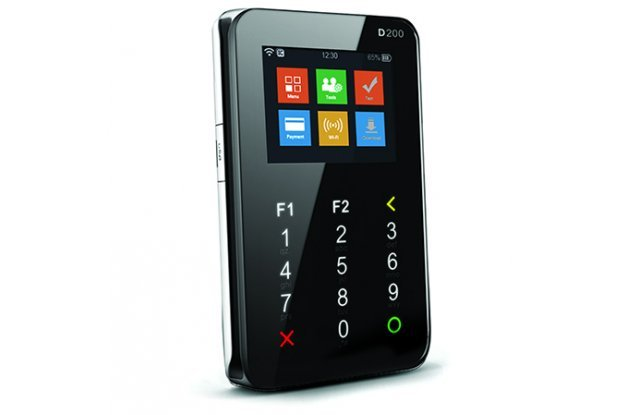 D200
12:30 65%
Menu Tools Test
Payment Wi-Fi Download
F1 F2 <
1 2 3
4 5 6
7 8 9
X 0 O